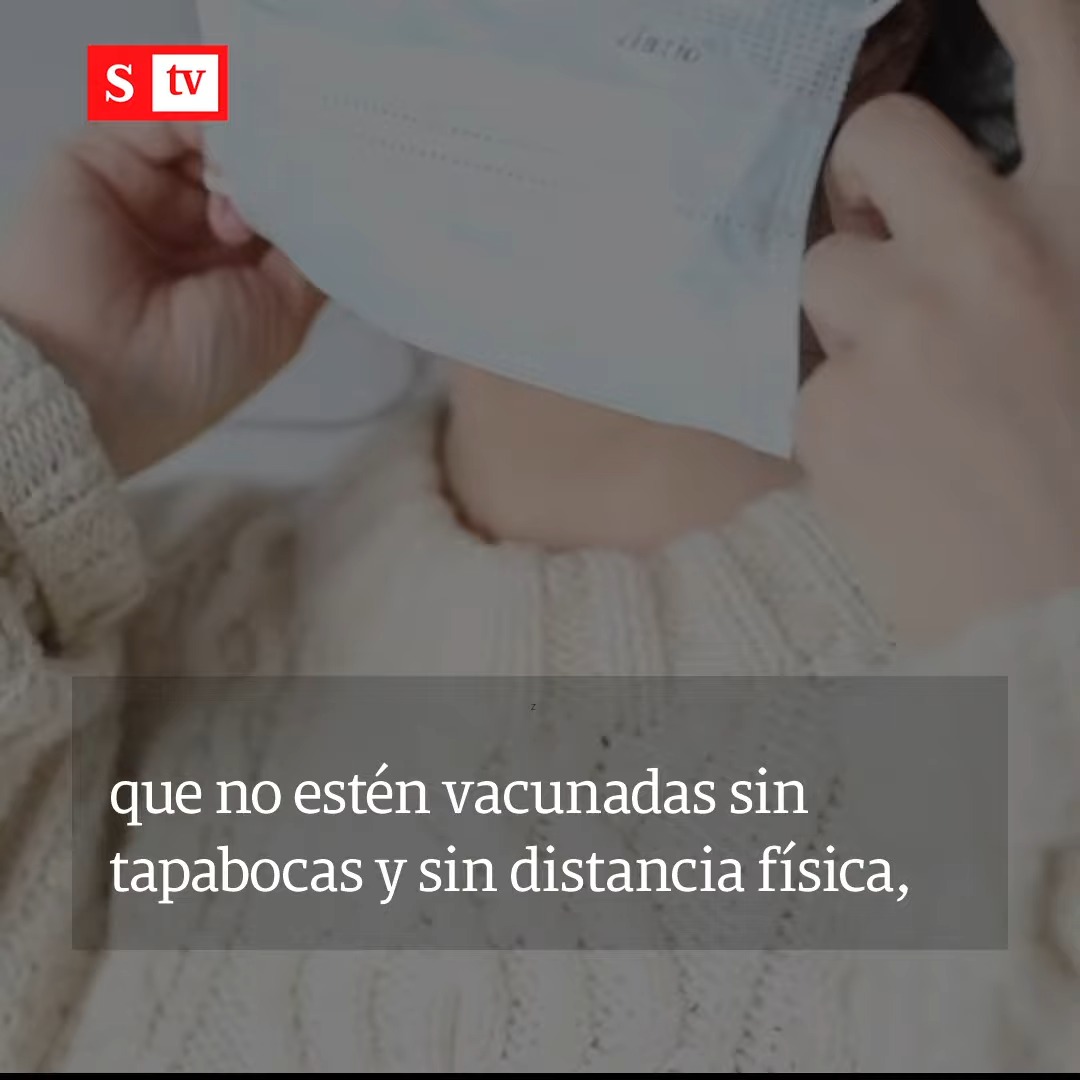 S tv
que no estén vacunadas sin
tapabocas y sin distancia física,